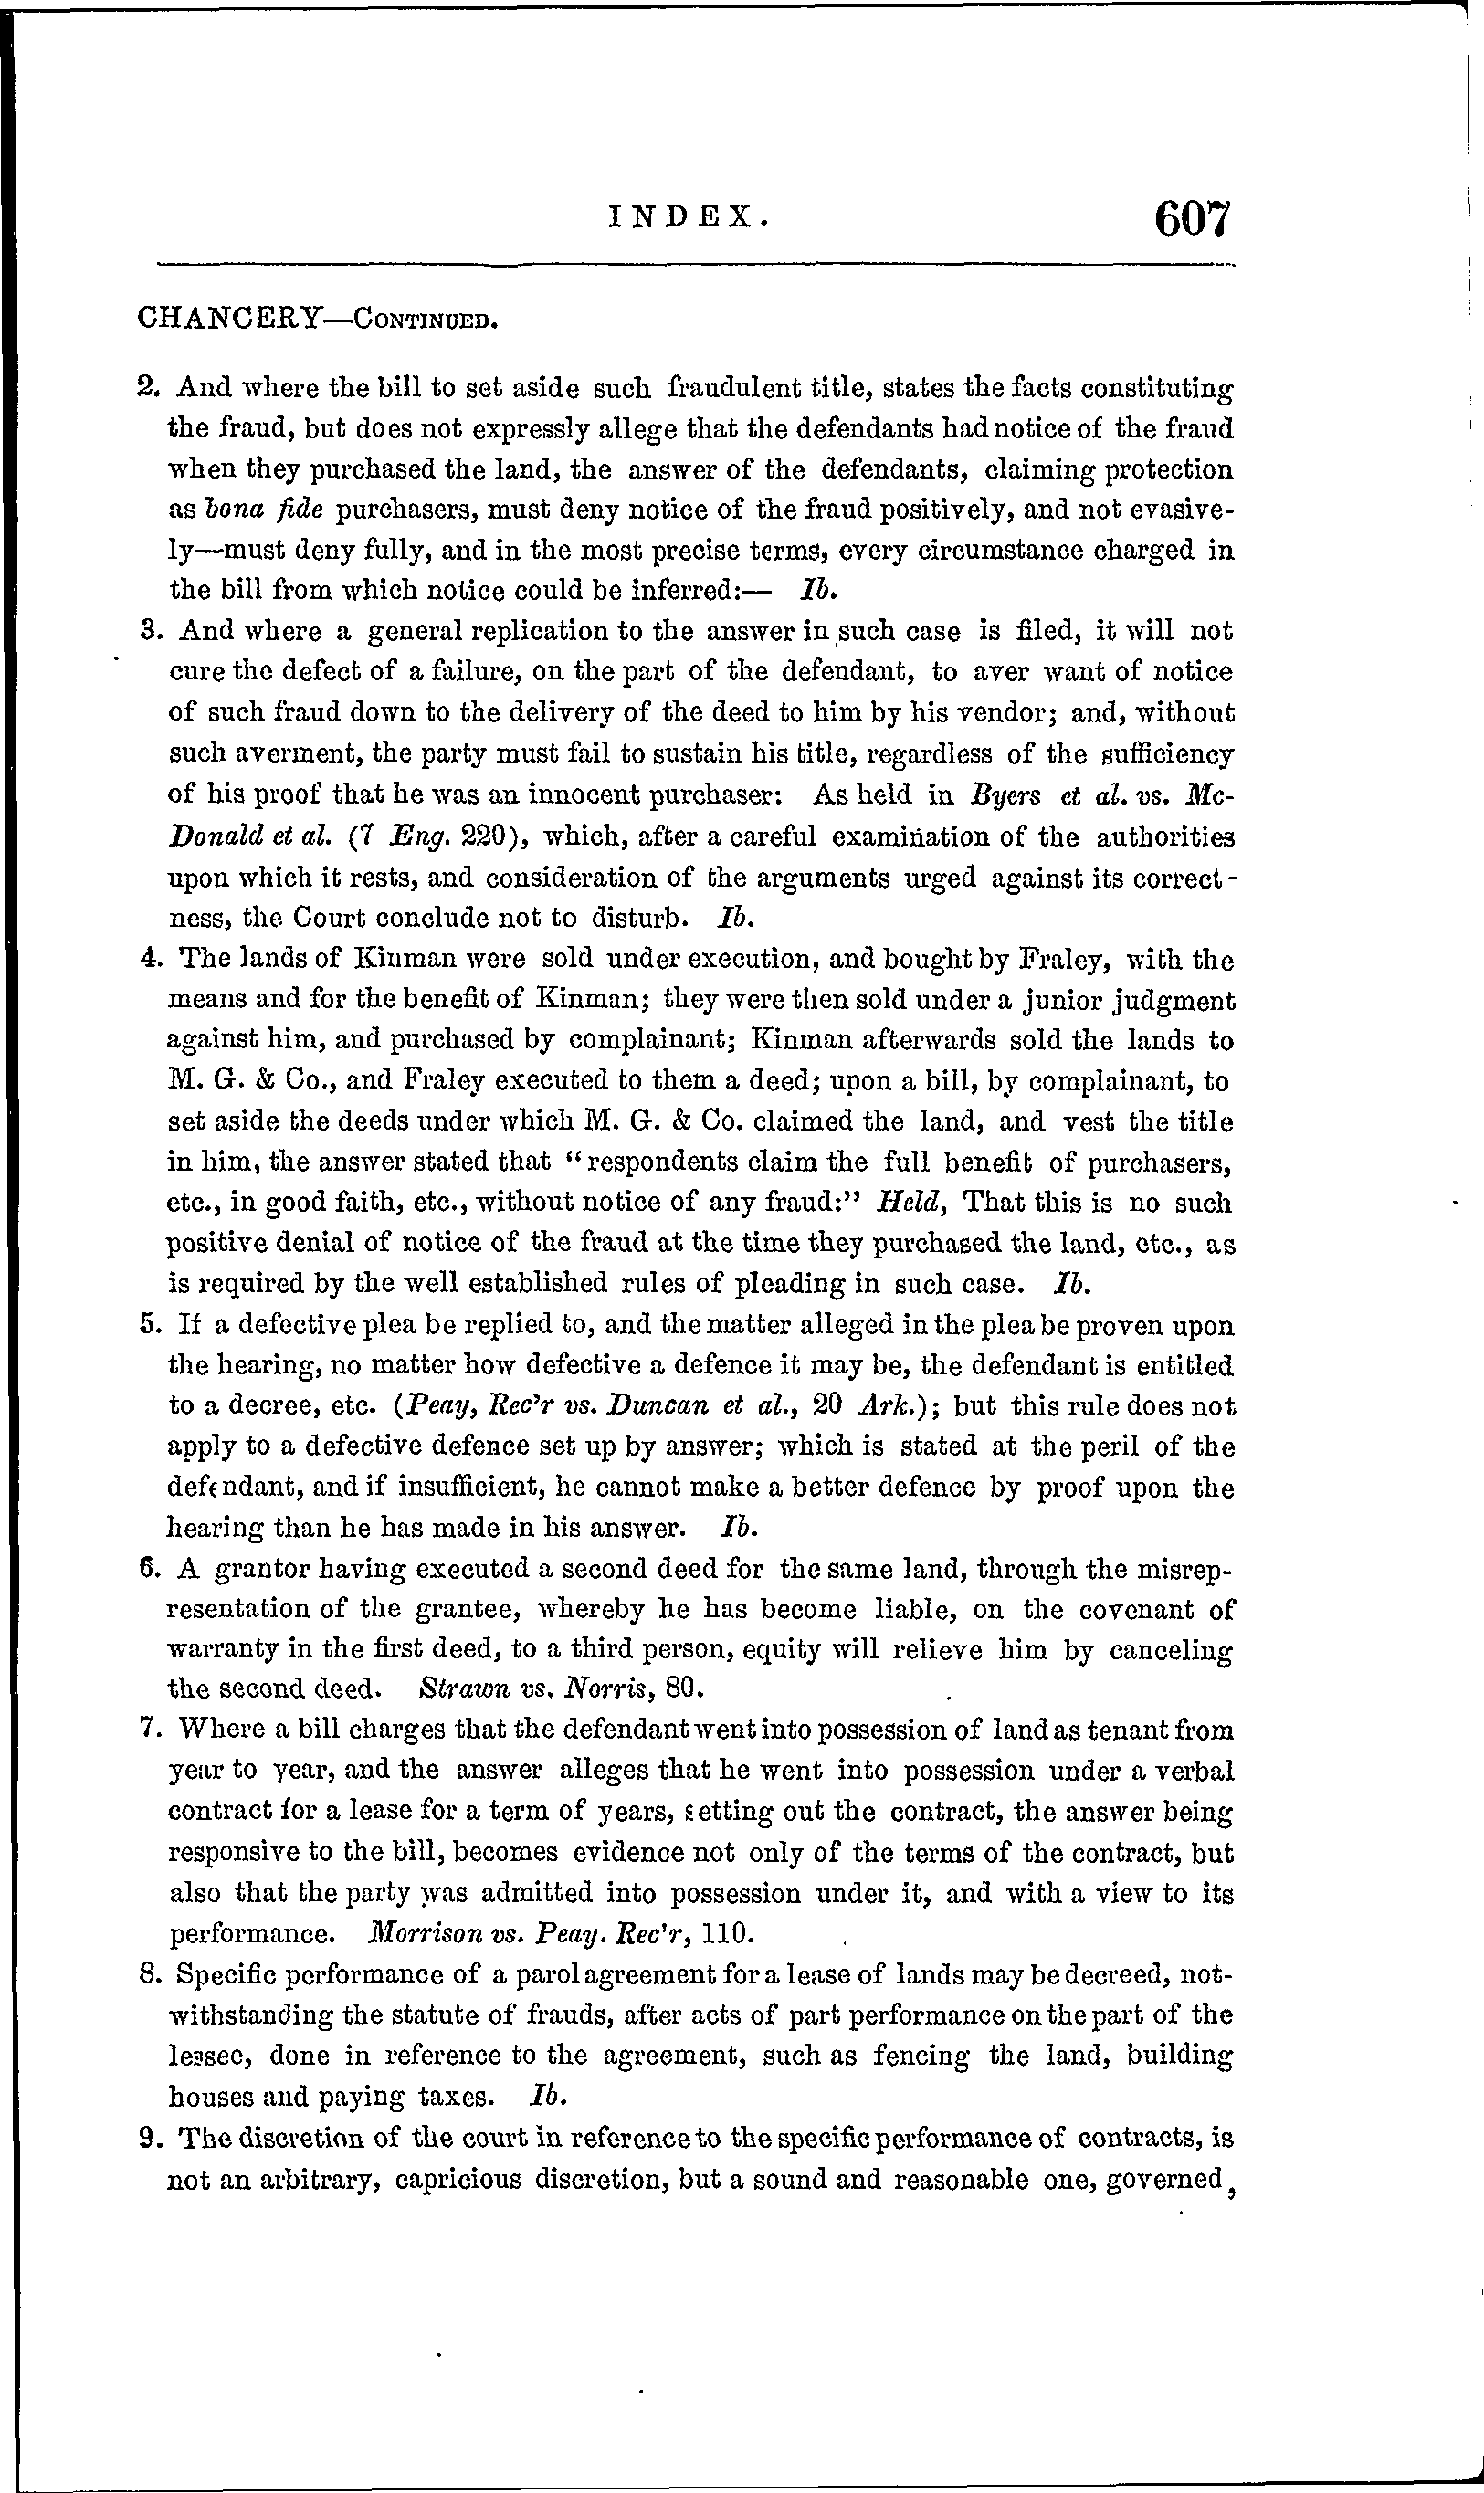 INDEX. 607
CHANCERY—CONTINUED.
2. And where the bill to set aside such fraudulent title, states the facts constituting
the fraud, but does not expressly allege that the defendants had notice of the fraud
when they purchased the land, the answer of the defendants, claiming protection
as bona fide purchasers, must deny notice of the fraud positively, and not evasive-
ly—must deny fully, and in the most precise terms, every circumstance charged in
the bill from which notice could be inferred:— Ib.
3. And where a general replication to the answer in such case is filed, it will not
cure the defect of a failure, on the part of the defendant, to aver want of notice
of such fraud down to the delivery of the deed to him by his vendor; and, without
such averment, the party must fail to sustain his title, regardless of the sufficiency
of his proof that he was an innocent purchaser: As held in Byers et al. vs. Mc-
Donald et al. (7 Eng. 220), which, after a careful examination of the authorities
upon which it rests, and consideration of the arguments urged against its correct-
ness, the Court conclude not to disturb. Ib.
4. The lands of Kinman were sold under execution, and bought by Fraley, with the
means and for the benefit of Kinman; they were then sold under a junior judgment
against him, and purchased by complainant; Kinman afterwards sold the lands to
M. G. & Co., and Fraley executed to them a deed; upon a bill, by complainant, to
set aside the deeds under which M. G. & Co. claimed the land, and vest the title
in him, the answer stated that "respondents claim the full benefit of purchasers,
etc., in good faith, etc., without notice of any fraud:" Held, That this is no such
positive denial of notice of the fraud at the time they purchased the land, etc., as
is required by the well established rules of pleading in such case. Ib.
5. If a defective plea be replied to, and the matter alleged in the plea be proven upon
the hearing, no matter how defective a defence it may be, the defendant is entitled
to a decree, etc. (Peay, Rec'r vs. Duncan et al., 20 Ark.); but this rule does not
apply to a defective defence set up by answer; which is stated at the peril of the
defendant, and if insufficient, he cannot make a better defence by proof upon the
hearing than he has made in his answer. Ib.
6. A grantor having executed a second deed for the same land, through the misrep-
resentation of the grantee, whereby he has become liable, on the covenant of
warranty in the first deed, to a third person, equity will relieve him by canceling
the second deed. Strawn vs. Norris, 80.
7. Where a bill charges that the defendant went into possession of land as tenant from
year to year, and the answer alleges that he went into possession under a verbal
contract for a lease for a term of years, setting out the contract, the answer being
responsive to the bill, becomes evidence not only of the terms of the contract, but
also that the party was admitted into possession under it, and with a view to its
performance. Morrison vs. Peay. Rec'r, 110.
8. Specific performance of a parol agreement for a lease of lands may be decreed, not-
withstanding the statute of frauds, after acts of part performance on the part of the
lessee, done in reference to the agreement, such as fencing the land, building
houses and paying taxes. Ib.
9. The discretion of the court in reference to the specific performance of contracts, is
not an arbitrary, capricious discretion, but a sound and reasonable one, governed,